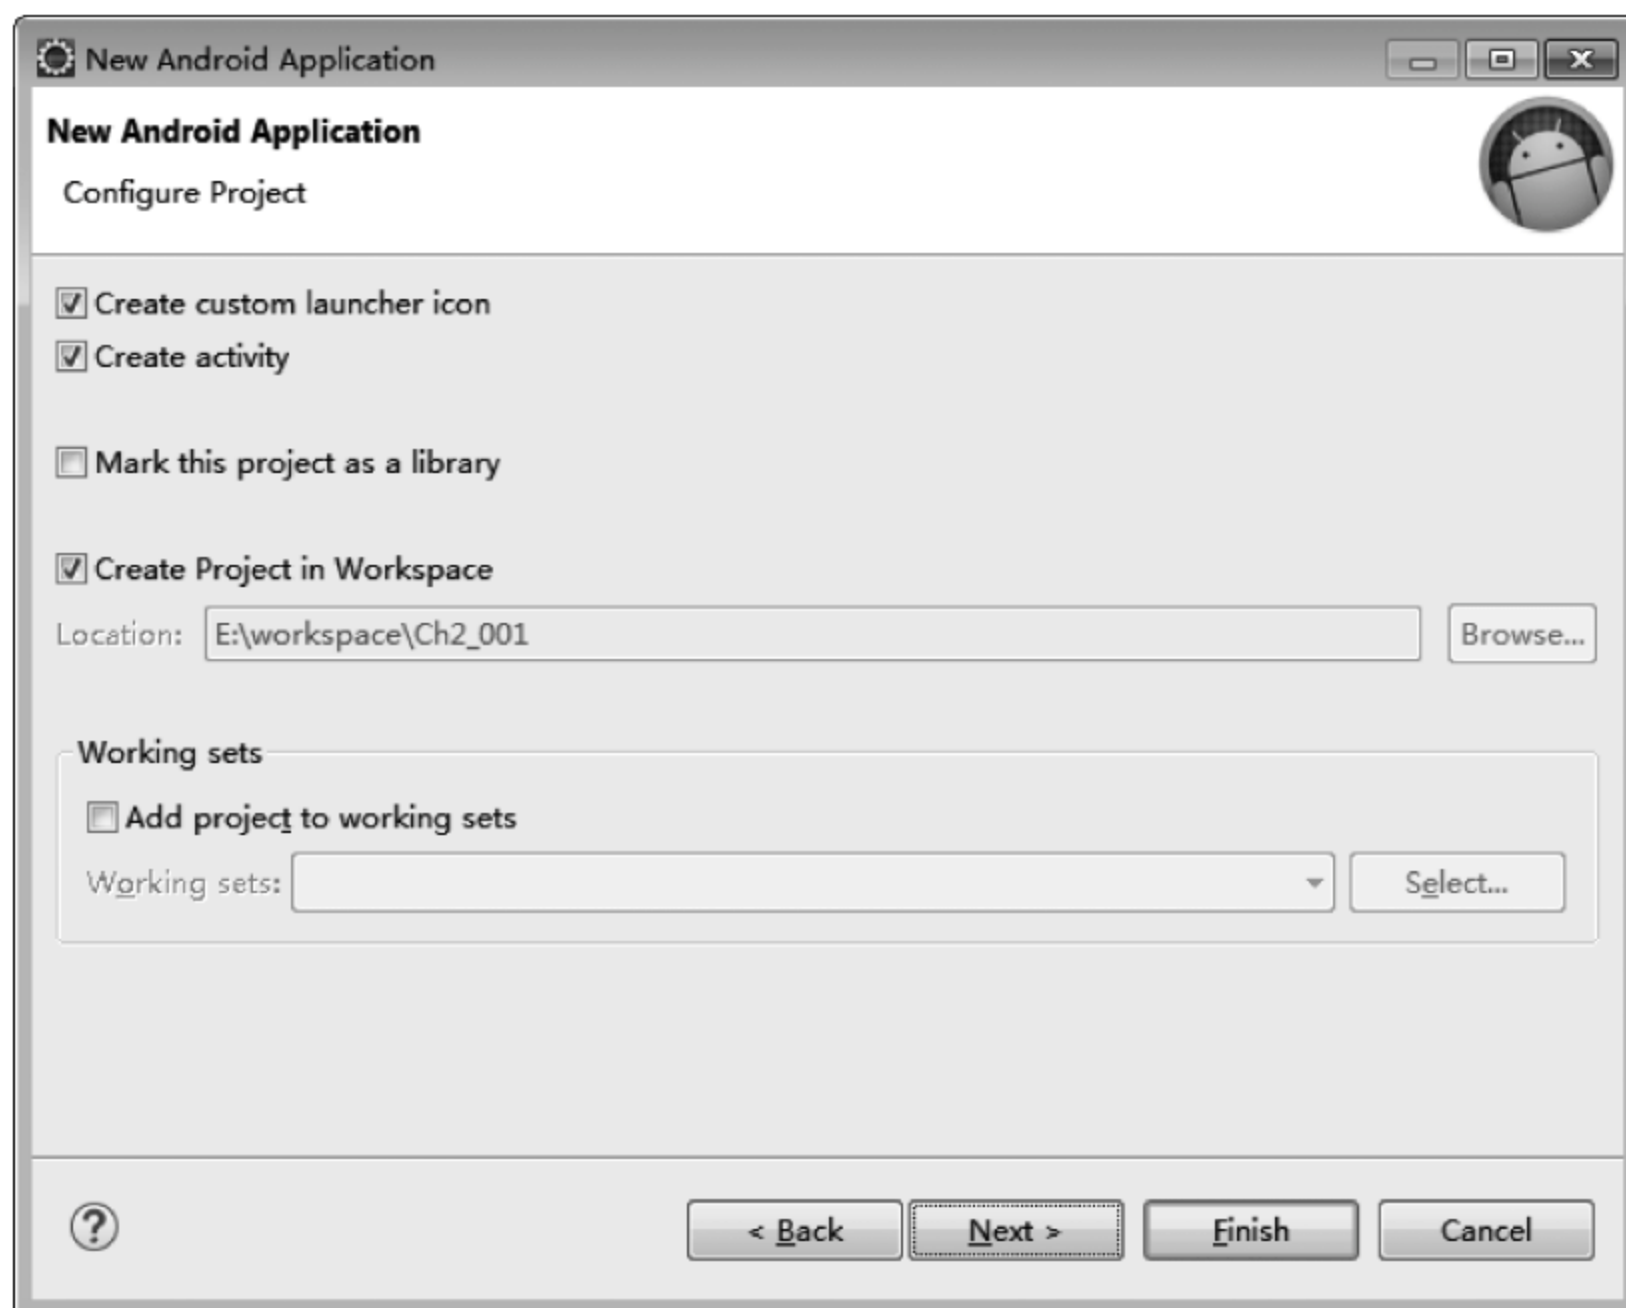 New Android Application
New Android Application
Configure Project
Create custom launcher icon
Create activity
Mark this project as a library
Create Project in Workspace
Location: E:\workspace\Ch2_001 Browse...
Working sets
Add project to working sets
Working sets: Select...
< Back Next > Finish Cancel